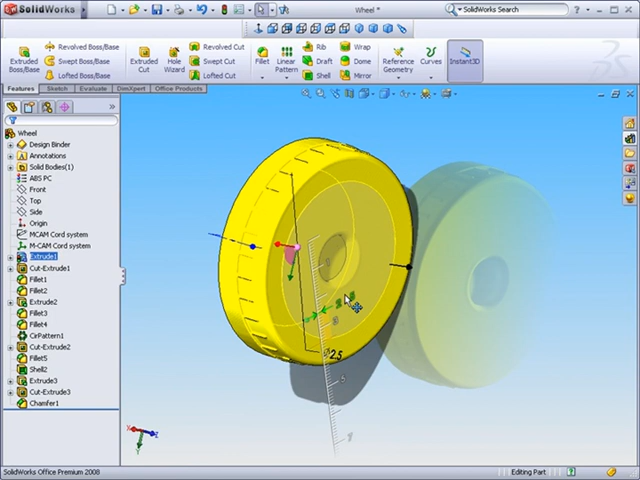 SolidWorks
Wheel *
SolidWorks Search
Extruded Boss/Base
Revolved Boss/Base
Swept Boss/Base
Lofted Boss/Base
Extruded Cut
Hole Wizard
Revolved Cut
Swept Cut
Lofted Cut
Fillet
Linear Pattern
Rib
Draft
Shell
Wrap
Dome
Mirror
Reference Geometry
Curves
Instant3D
Features
Sketch
Evaluate
DimXpert
Office Products
Wheel
Design Binder
Annotations
Solid Bodies(1)
ABS PC
Front
Top
Side
Origin
MCAM Cord system
M-CAM Cord system
Extrude1
Cut-Extrude1
Fillet1
Fillet2
Extrude2
Fillet3
Fillet4
CirPattern1
Cut-Extrude2
Fillet5
Shell2
Extrude3
Cut-Extrude3
Chamfer1
2.5
SolidWorks Office Premium 2008
Editing Part